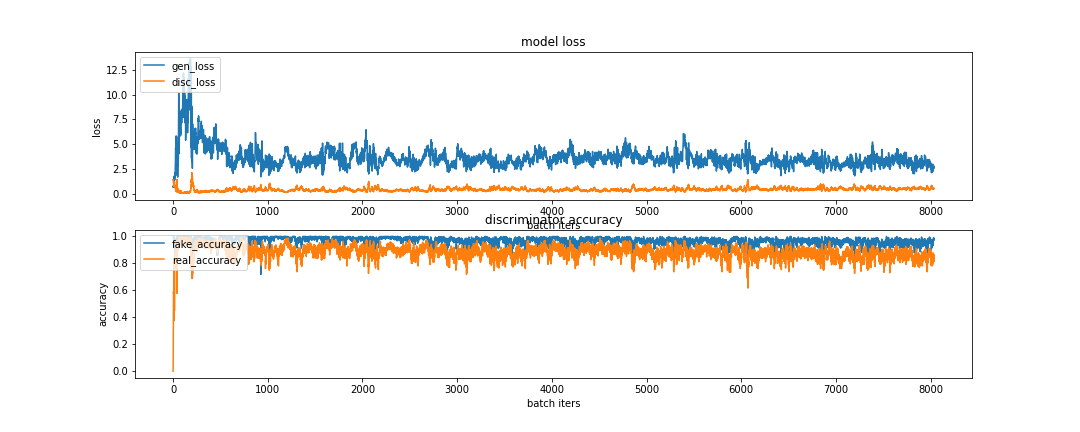 model loss
gen_loss
disc_loss
loss
12.5
10.0
7.5
5.0
2.5
0.0
0 1000 2000 3000 4000 5000 6000 7000 8000
batch iters
discriminator accuracy
fake_accuracy
real_accuracy
accuracy
1.0
0.8
0.6
0.4
0.2
0.0
0 1000 2000 3000 4000 5000 6000 7000 8000
batch iters